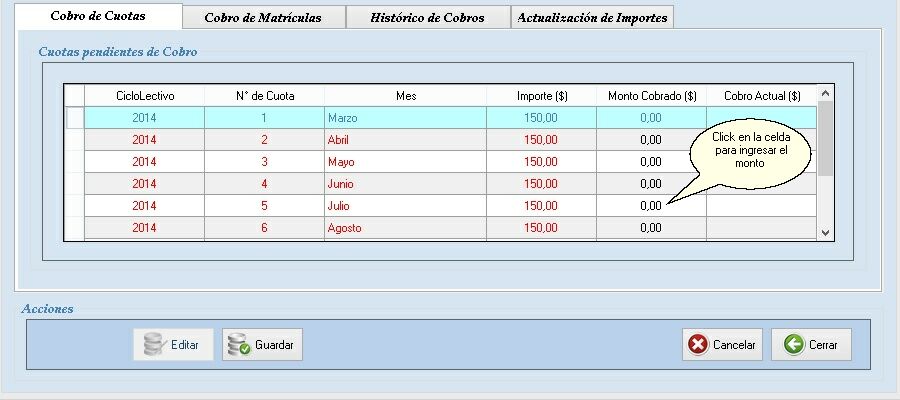 Cobro de Cuotas Cobro de Matrículas Histórico de Cobros Actualización de Importes
Cuotas pendientes de Cobro
CicloLectivo N° de Cuota Mes Importe ($) Monto Cobrado ($) Cobro Actual ($)
2014 1 Marzo 150,00 0,00
2014 2 Abril 150,00 0,00
2014 3 Mayo 150,00 0,00
2014 4 Junio 150,00 0,00
2014 5 Julio 150,00 0,00
2014 6 Agosto 150,00 0,00
Click en la celda
para ingresar el
monto
Acciones
Editar Guardar Cancelar Cerrar